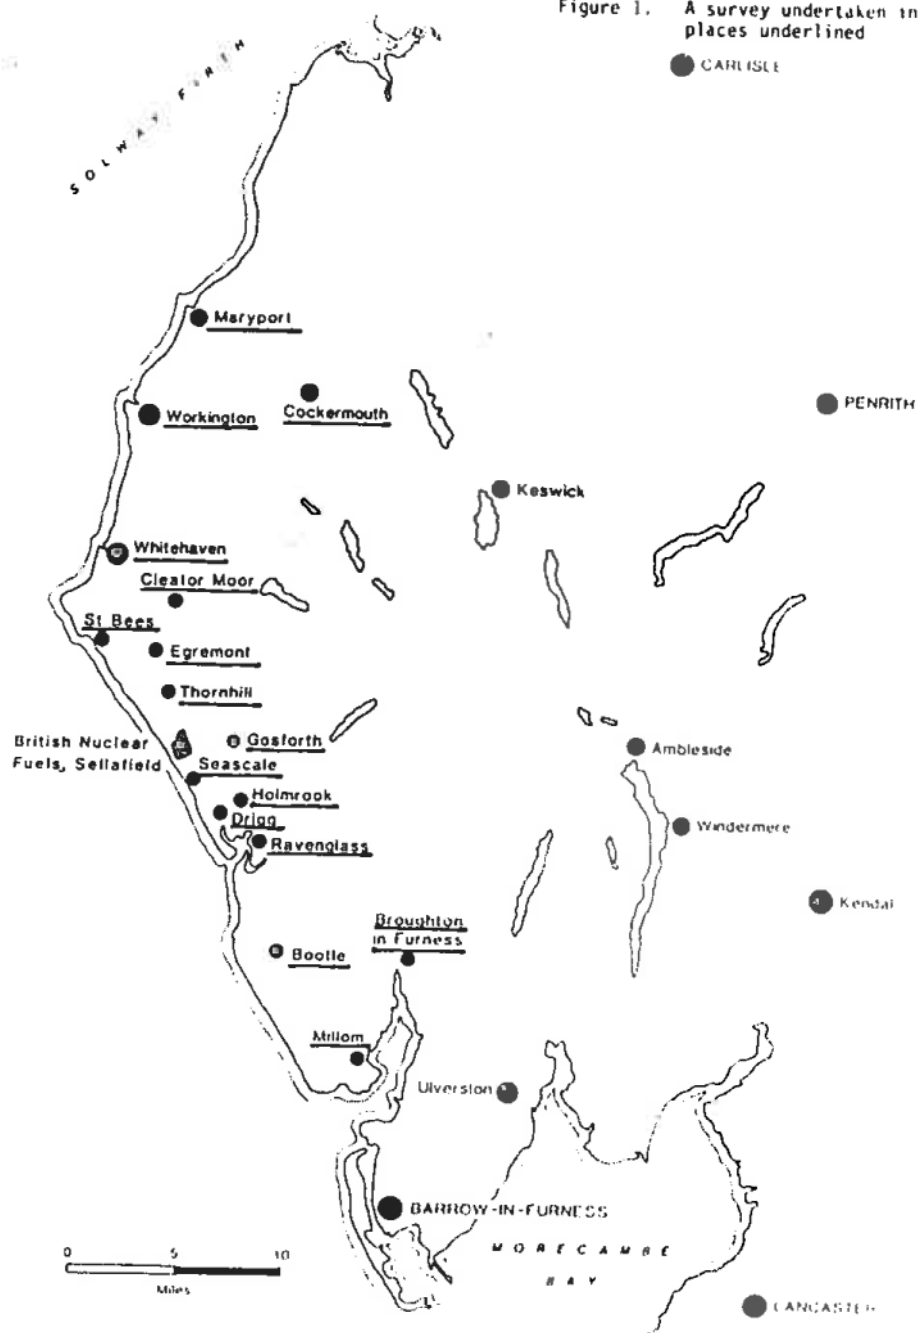 Figure 1. A survey undertaken in
places underlined
CARLISLE
SOLWAY FIRTH
Maryport
Workington
Cockermouth
PENRITH
Keswick
Whitehaven
Cleator Moor
St Bees
Egremont
Thornhill
British Nuclear
Fuels, Sellafield
Gosforth
Seascale
Ambleside
Holmrook
Drigg
Windermere
Ravenglass
Kendal
Broughton
in Furness
Bootle
Millom
Ulverston
BARROW-IN-FURNESS
MORECAMBE
BAY
0 5 10
Miles
LANCASTER